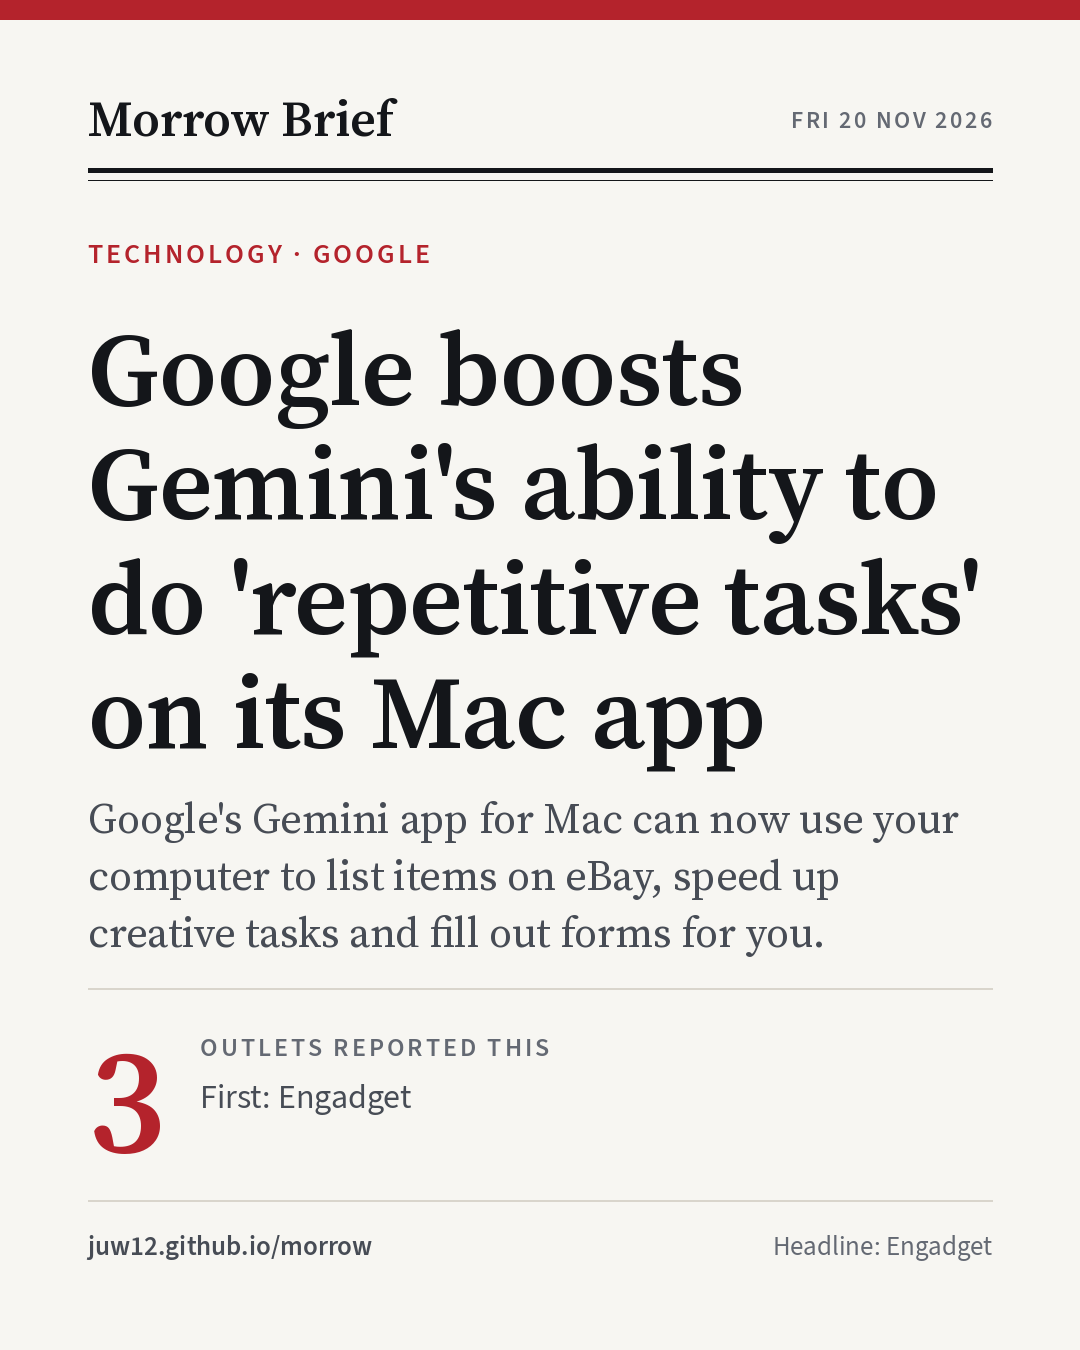 Morrow Brief
FRI 20 NOV 2026
TECHNOLOGY · GOOGLE
Google boosts
Gemini's ability to
do 'repetitive tasks'
on its Mac app
Google's Gemini app for Mac can now use your
computer to list items on eBay, speed up
creative tasks and fill out forms for you.
3
OUTLETS REPORTED THIS
First: Engadget
juw12.github.io/morrow
Headline: Engadget